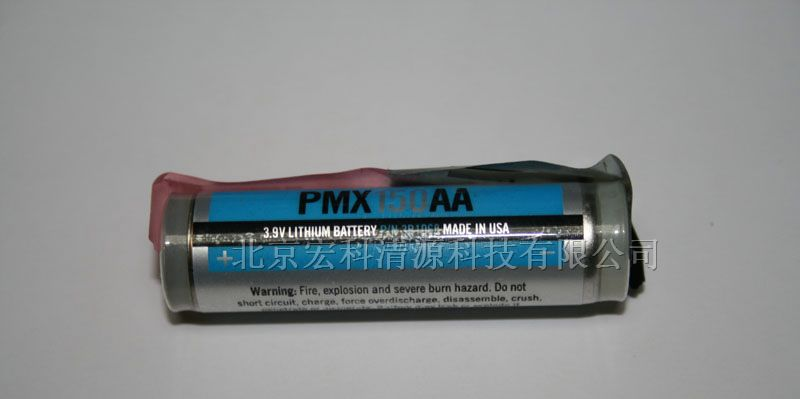 PMX150AA
3.9V LITHIUM BATTERY P/N 3B1065 MADE IN USA
+
北京宏科清源科技有限公司
Warning: Fire, explosion and severe burn hazard. Do not
short circuit, charge, force overdischarge, disassemble, crush,